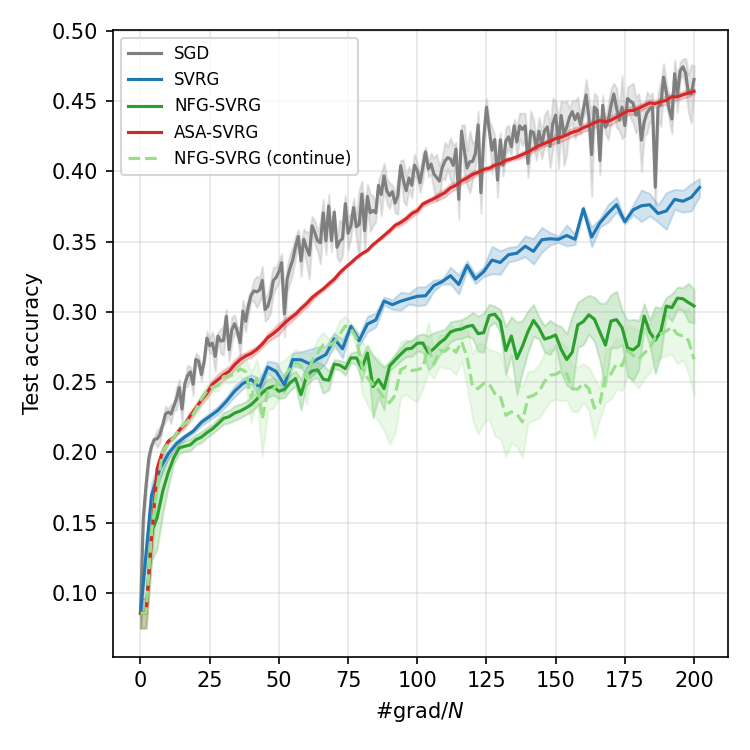 SGD
SVRG
NFG-SVRG
ASA-SVRG
NFG-SVRG (continue)
0.50
0.45
0.40
0.35
0.30
0.25
0.20
0.15
0.10
Test accuracy
0 25 50 75 100 125 150 175 200
#grad/N